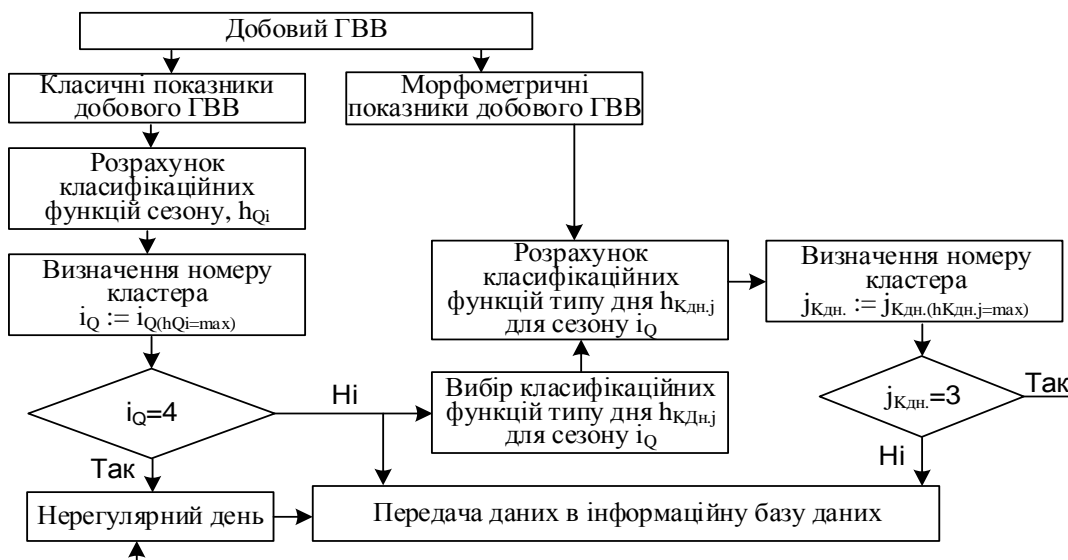 Добовий ГВВ
Класичні показники
добового ГВВ
Морфометричні
показники добового ГВВ
Розрахунок
класифікаційних
функцій сезону, hQi
Визначення номеру
кластера
iQ := iQ(hQi=max)
Розрахунок
класифікаційних
функцій типу дня hКдн.j
для сезону iQ
Визначення номеру
кластера
jКдн. := jКдн.(hКдн.j=max)
iQ=4
Ні
Вибір класифікаційних
функцій типу дня hКДн.j
для сезону iQ
jКдн.=3
Так
Так
Ні
Нерегулярний день
Передача даних в інформаційну базу даних